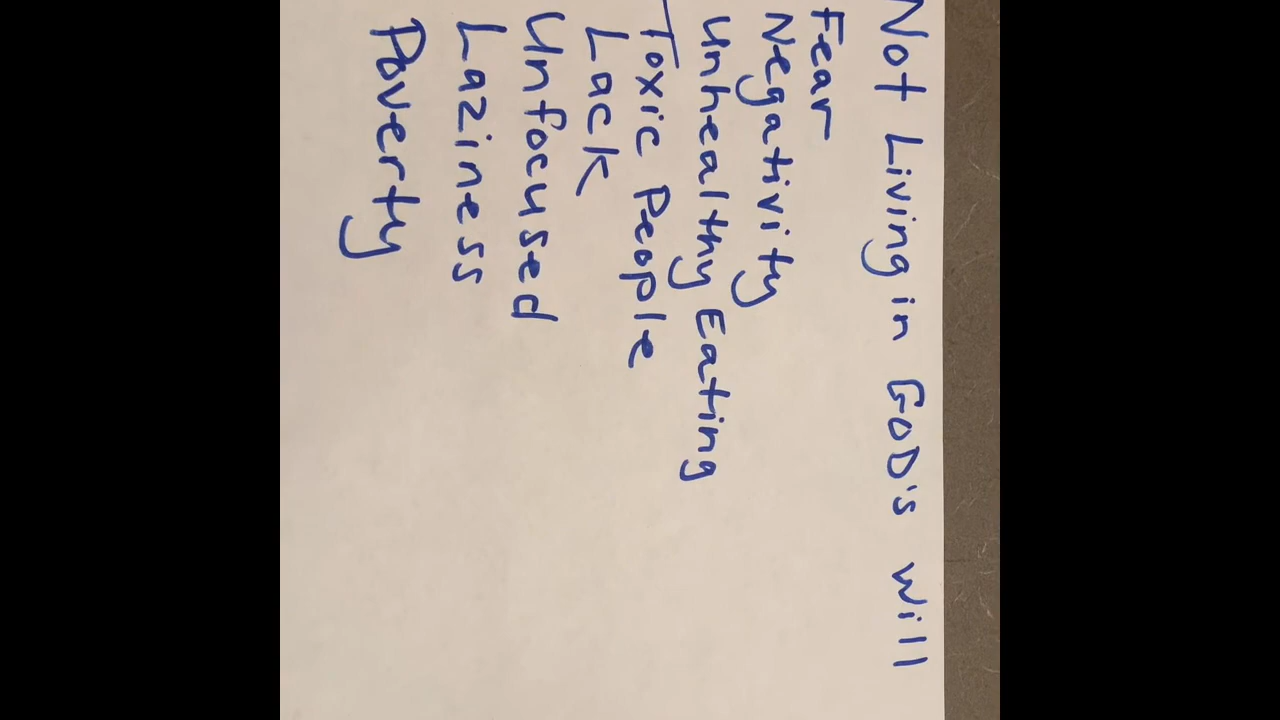 Not Living in GOD's will
Fear
Negativity
Unhealthy Eating
Toxic People
Lack
Unfocused
Laziness
Poverty